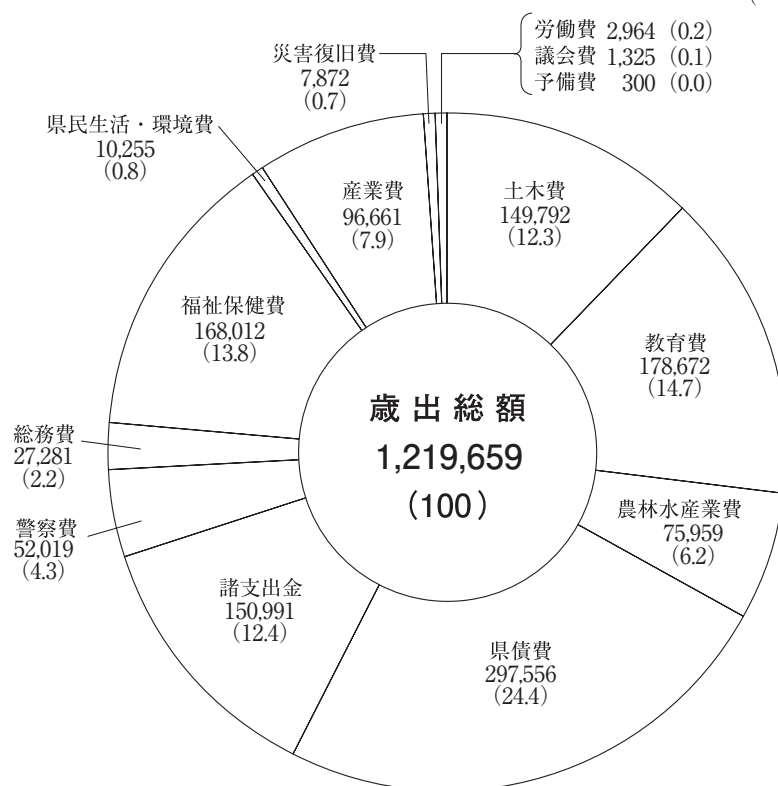 労働費 2,964 (0.2)
議会費 1,325 (0.1)
予備費 300 (0.0)
災害復旧費
7,872
(0.7)
県民生活・環境費
10,255
(0.8)
産業費
96,661
(7.9)
土木費
149,792
(12.3)
福祉保健費
168,012
(13.8)
教育費
178,672
(14.7)
歳出総額
1,219,659
(100)
総務費
27,281
(2.2)
農林水産業費
75,959
(6.2)
警察費
52,019
(4.3)
諸支出金
150,991
(12.4)
県債費
297,556
(24.4)